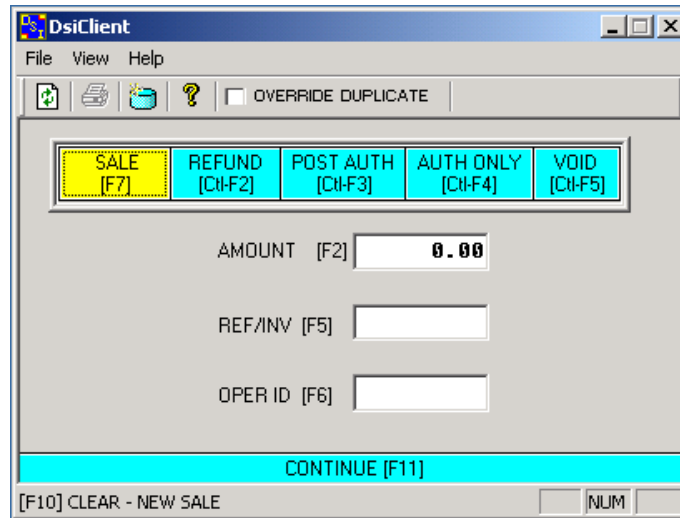 DsiClient
File View Help
OVERRIDE DUPLICATE
SALE REFUND POST AUTH AUTH ONLY VOID
[F7] [Ctl-F2] [Ctl-F3] [Ctl-F4] [Ctl-F5]
AMOUNT [F2] 0.00
REF/INV [F5]
OPER ID [F6]
CONTINUE [F11]
[F10] CLEAR - NEW SALE NUM